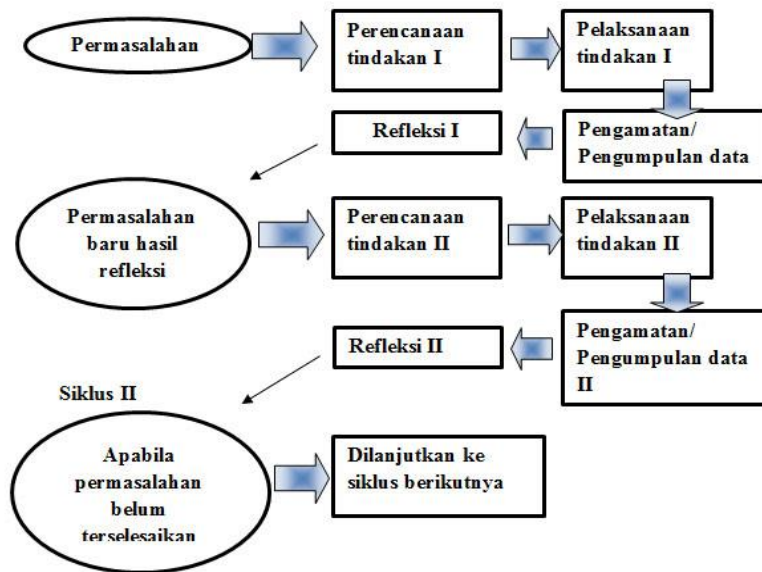 Permasalahan
Perencanaan
tindakan I
Pelaksanaan
tindakan I
Refleksi I
Pengamatan/
Pengumpulan data
Permasalahan
baru hasil
refleksi
Perencanaan
tindakan II
Pelaksanaan
tindakan II
Refleksi II
Pengamatan/
Pengumpulan data
II
Siklus II
Apabila
permasalahan
belum
terselesaikan
Dilanjutkan ke
siklus berikutnya